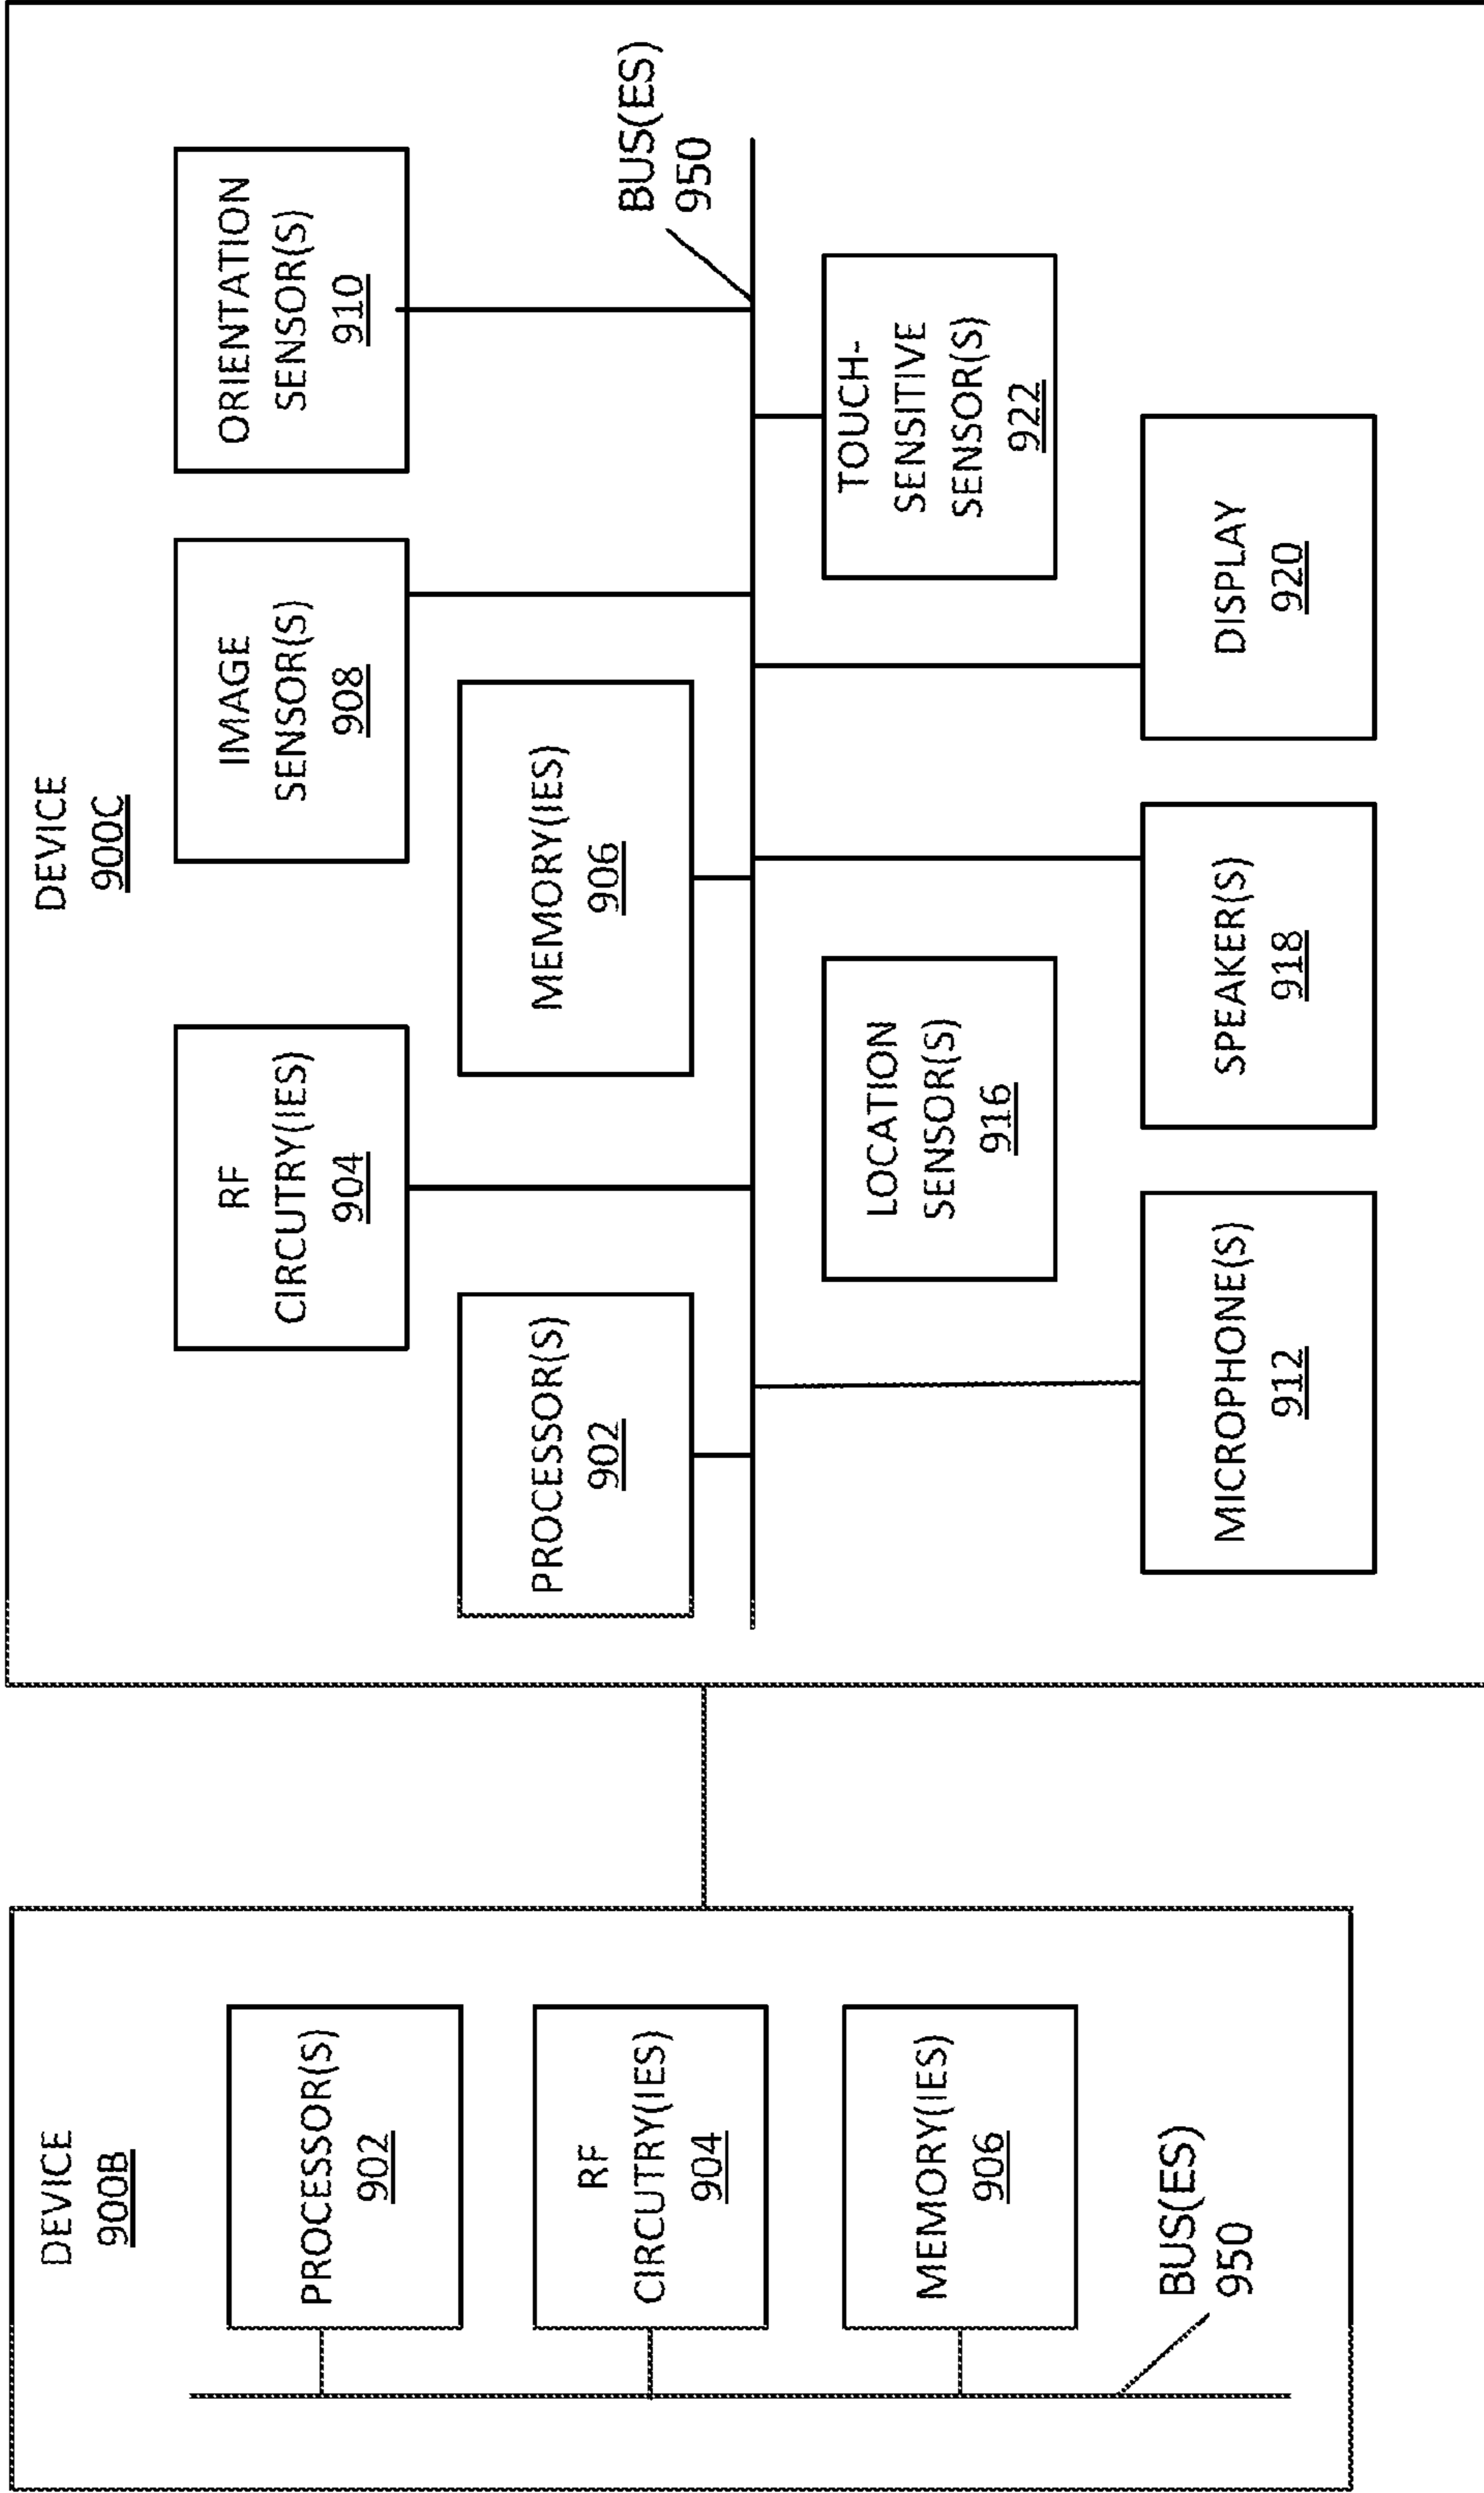 DEVICE
900B
PROCESSOR(S)
902
RF
CIRCUTRY(IES)
904
MEMORY(IES)
906
BUS(ES)
950
DEVICE
900C
RF
CIRCUTRY(IES)
904
IMAGE
SENSOR(S)
908
ORIENTATION
SENSOR(S)
910
PROCESSOR(S)
902
MEMORY(IES)
906
BUS(ES)
950
LOCATION
SENSOR(S)
916
TOUCH-
SENSITIVE
SENSOR(S)
922
MICROPHONE(S)
912
SPEAKER(S)
918
DISPLAY
920